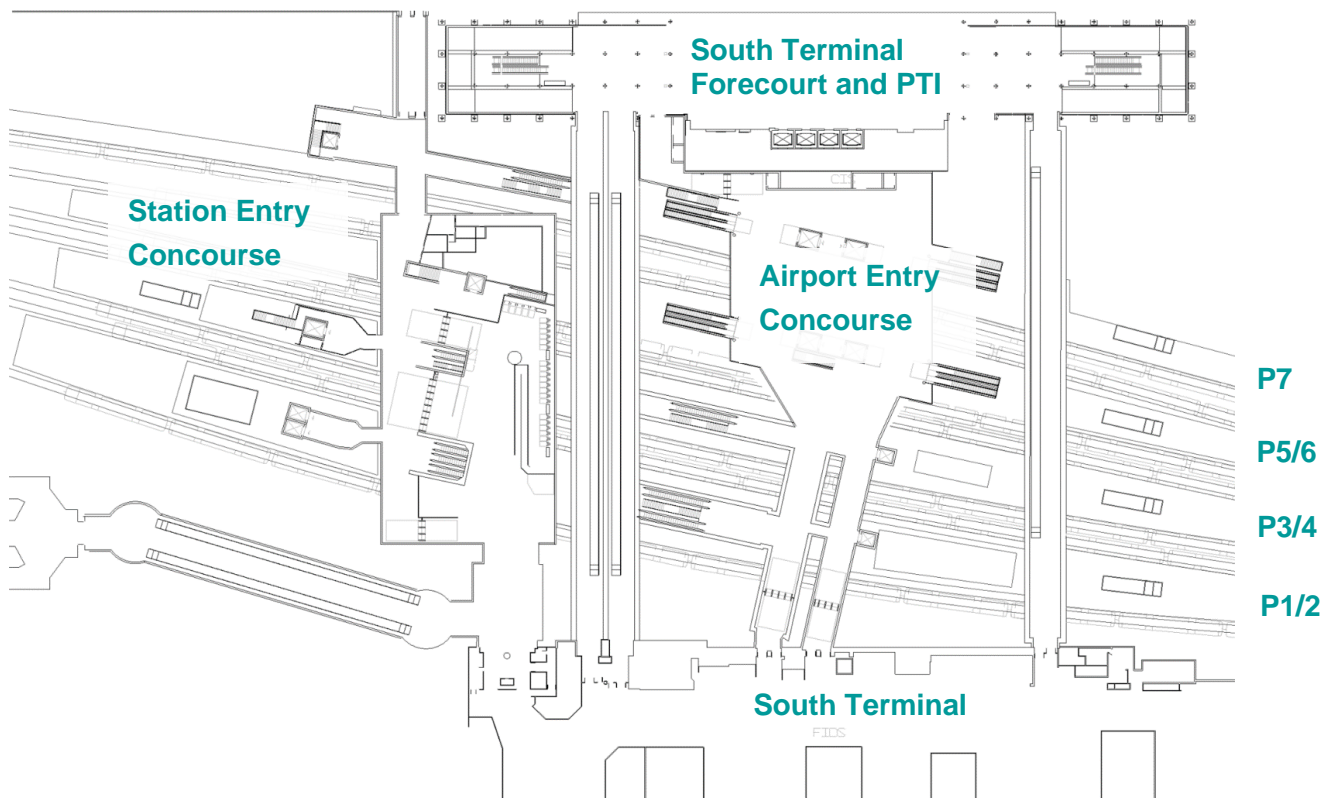 South Terminal
Forecourt and PTI
CIS
Station Entry
Concourse
Airport Entry
Concourse
P7
P5/6
P3/4
P1/2
South Terminal
FIDS